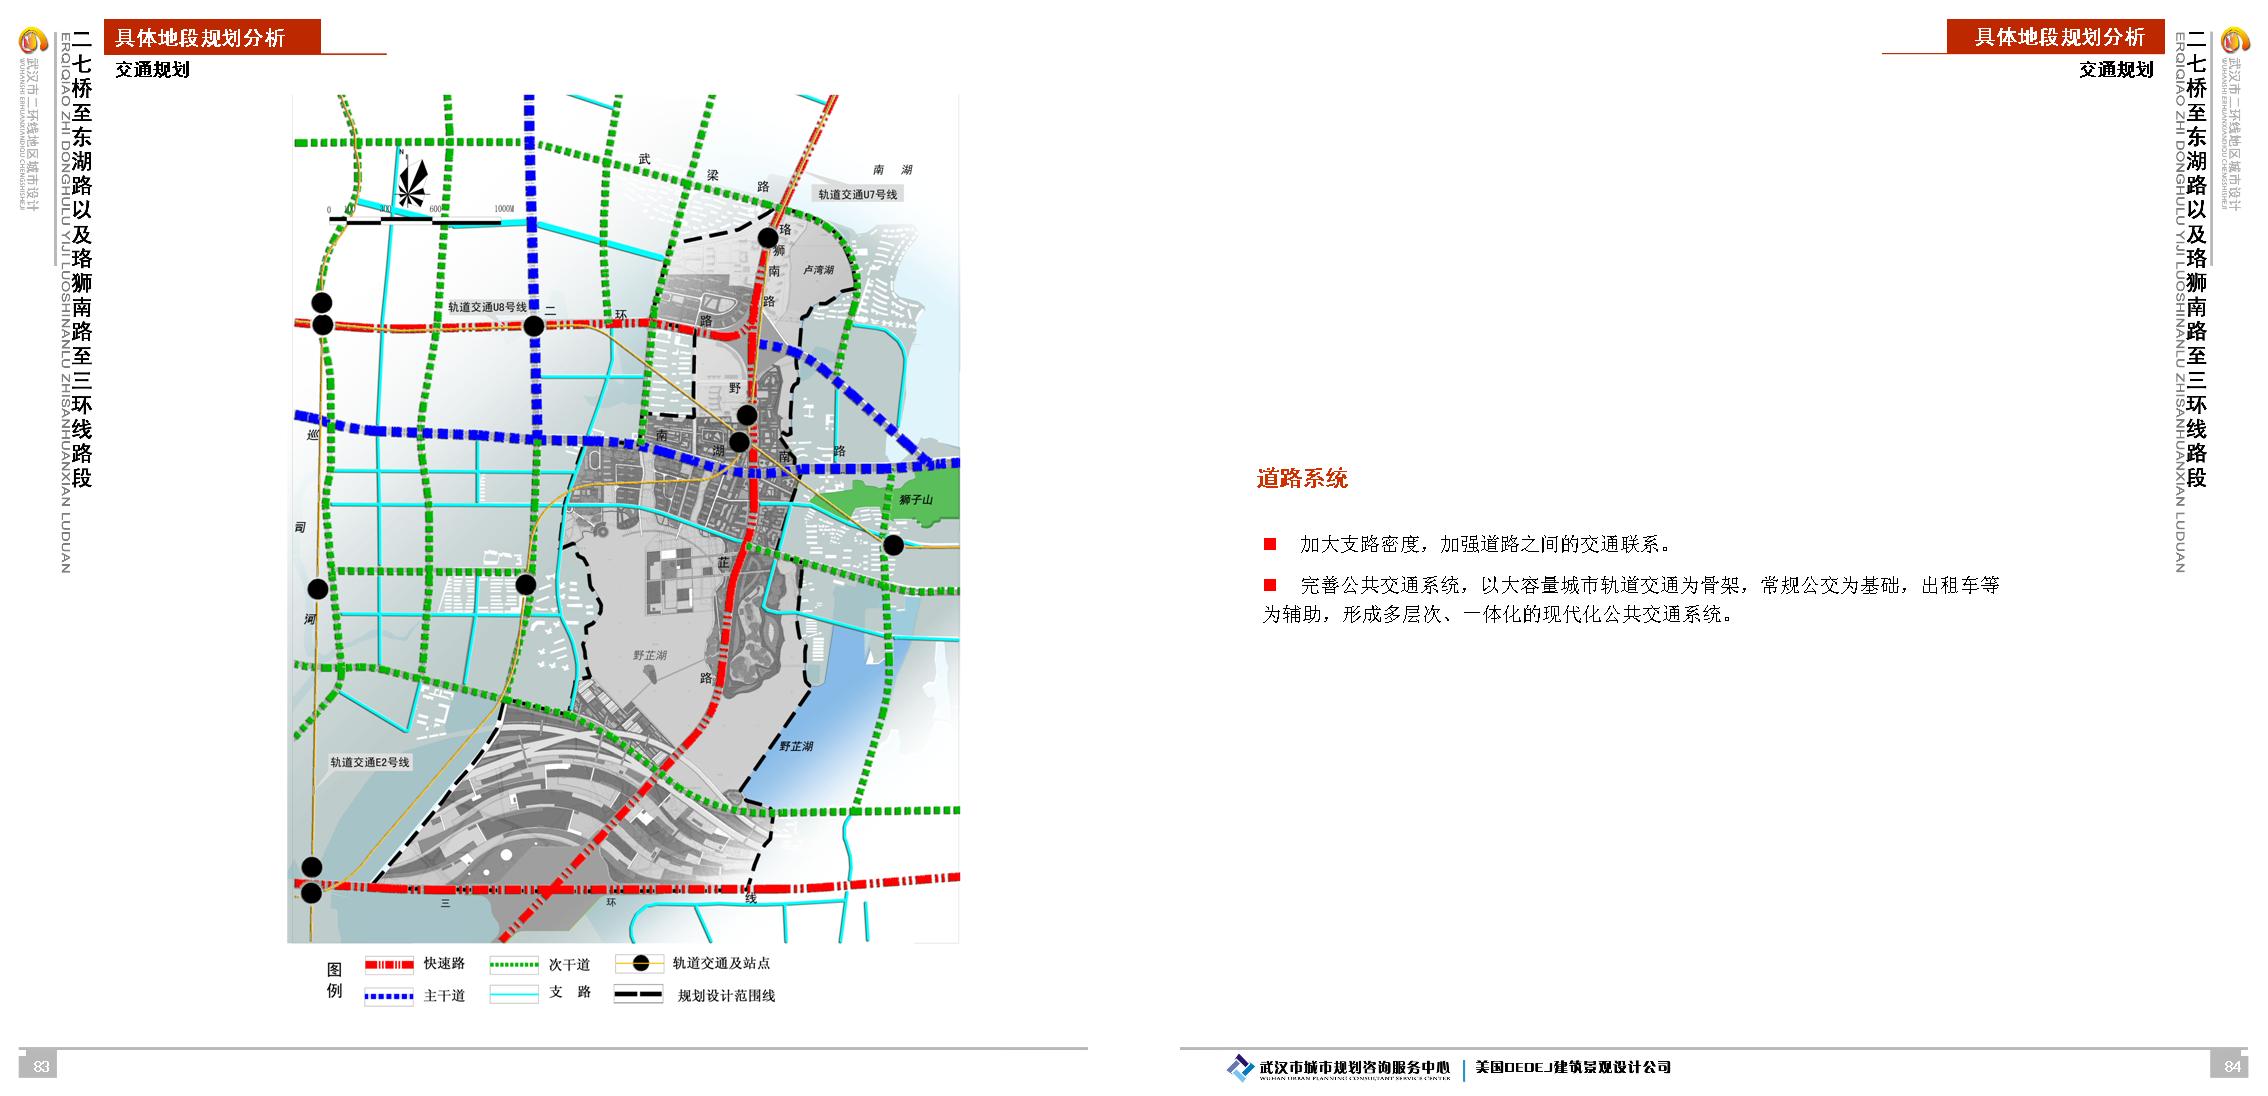 具体地段规划分析
交通规划
二七桥至东湖路以及珞狮南路至三环线路段
ERQIQIAO ZHI DONGHULU YIJI LUOSHINANLU ZHISANHUANXIAN LUDUAN
武汉市二环线地区城市设计
N
0
300
600
1000M
武
梁
路
南 湖
轨道交通U7号线
珞
狮
南
路
卢湾湖
轨道交通U8号线
二
环
路
野
巡
南
湖
南
路
狮子山
司
芷
河
野芷湖
路
野芷湖
轨道交通E2号线
三
环
线
图例
快速路
次干道
轨道交通及站点
主干道
支 路
规划设计范围线
83
具体地段规划分析
交通规划
二七桥至东湖路以及珞狮南路至三环线路段
ERQIQIAO ZHI DONGHULU YIJI LUOSHINANLU ZHISANHUANXIAN LUDUAN
武汉市二环线地区城市设计
道路系统
■ 加大支路密度，加强道路之间的交通联系。
■ 完善公共交通系统，以大容量城市轨道交通为骨架，常规公交为基础，出租车等
为辅助，形成多层次、一体化的现代化公共交通系统。
武汉市城市规划咨询服务中心
WUHAN URBAN PLANNING CONSULTANT SERVICE CENTER
美国DEDEJ建筑景观设计公司
84